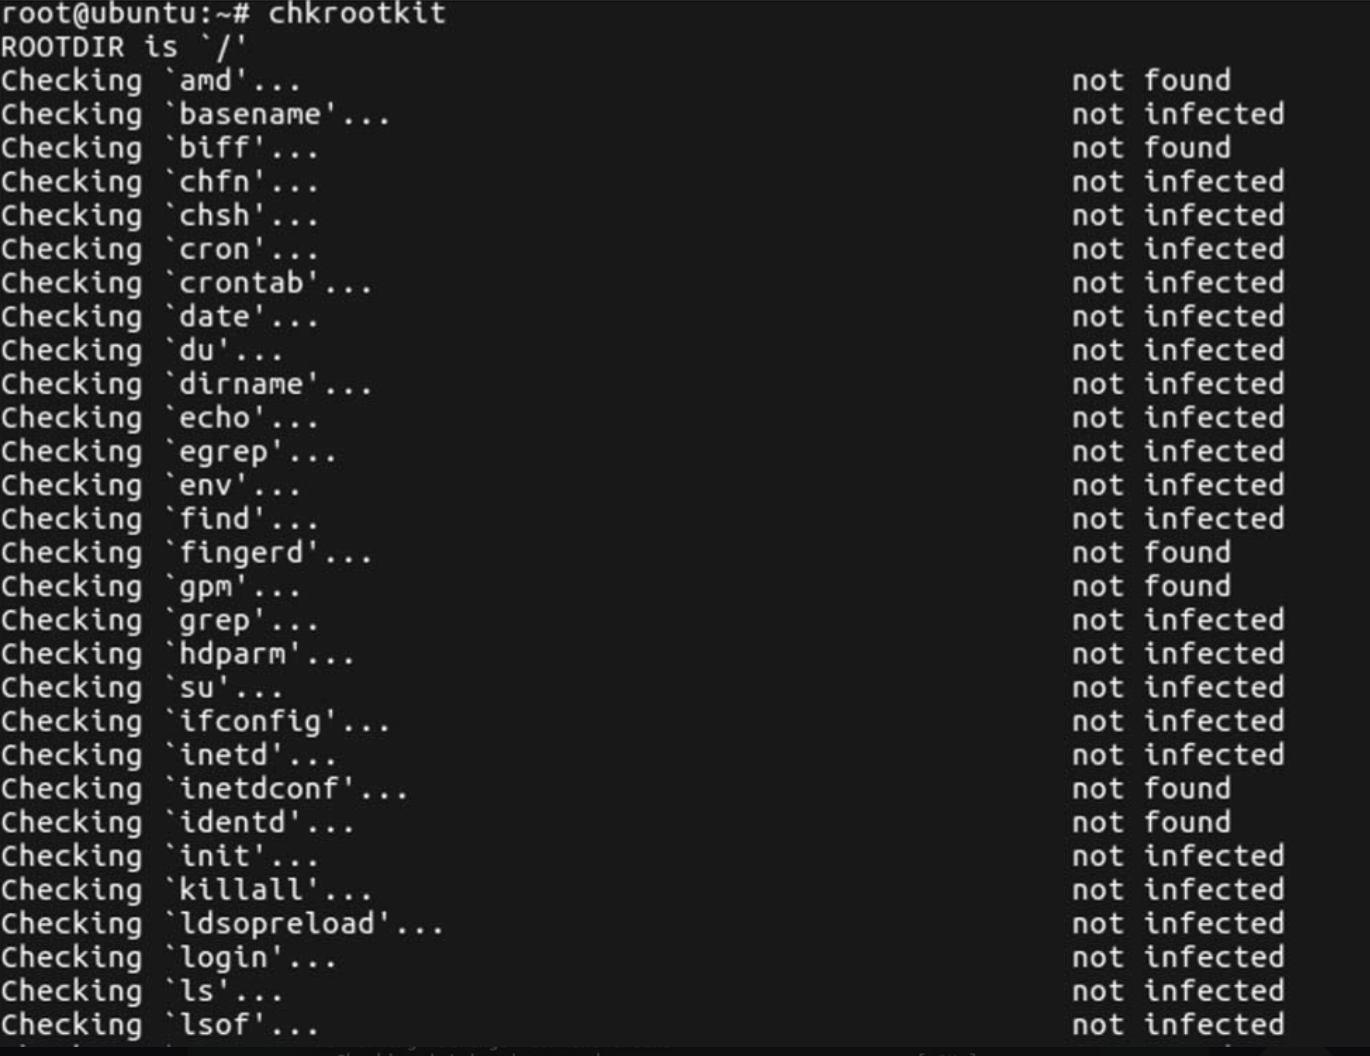 root@ubuntu:~# chkrootkit
ROOTDIR is `/'
Checking `amd'... not found
Checking `basename'... not infected
Checking `biff'... not found
Checking `chfn'... not infected
Checking `chsh'... not infected
Checking `cron'... not infected
Checking `crontab'... not infected
Checking `date'... not infected
Checking `du'... not infected
Checking `dirname'... not infected
Checking `echo'... not infected
Checking `egrep'... not infected
Checking `env'... not infected
Checking `find'... not infected
Checking `fingerd'... not found
Checking `gpm'... not found
Checking `grep'... not infected
Checking `hdparm'... not infected
Checking `su'... not infected
Checking `ifconfig'... not infected
Checking `inetd'... not infected
Checking `inetdconf'... not found
Checking `identd'... not found
Checking `init'... not infected
Checking `killall'... not infected
Checking `ldsopreload'... not infected
Checking `login'... not infected
Checking `ls'... not infected
Checking `lsof'... not infected